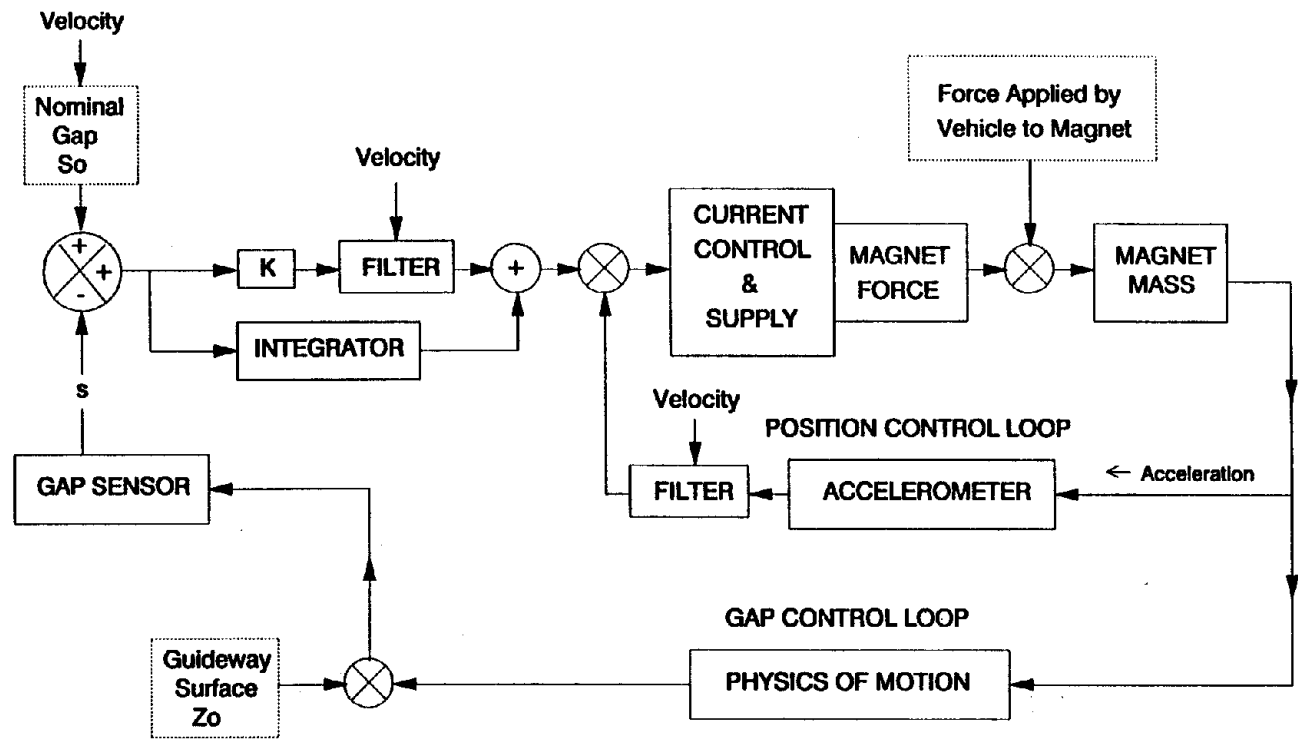 Velocity
Nominal
Gap
So
+
+
-
Velocity
K
FILTER
+
INTEGRATOR
CURRENT
CONTROL
&
SUPPLY
MAGNET
FORCE
Force Applied by
Vehicle to Magnet
MAGNET
MASS
s
GAP SENSOR
Velocity
POSITION CONTROL LOOP
FILTER
ACCELEROMETER
← Acceleration
GAP CONTROL LOOP
PHYSICS OF MOTION
Guideway
Surface
Zo